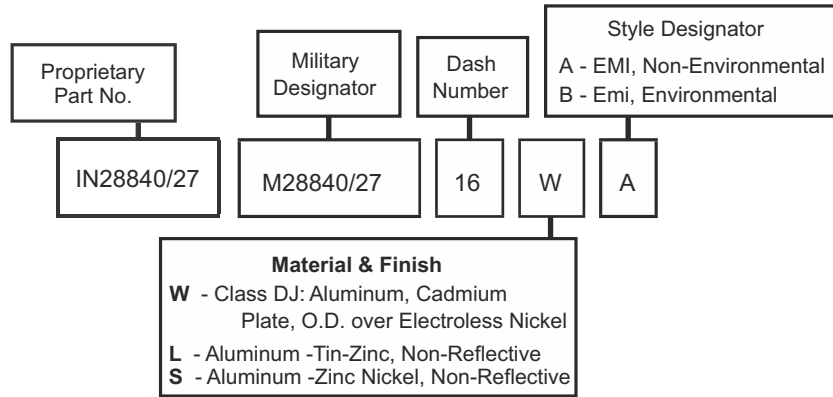 Proprietary
Part No.
Military
Designator
Dash
Number
Style Designator
A - EMI, Non-Environmental
B - Emi, Environmental
IN28840/27
M28840/27
16
W
A
Material & Finish
W - Class DJ: Aluminum, Cadmium
Plate, O.D. over Electroless Nickel
L - Aluminum -Tin-Zinc, Non-Reflective
S - Aluminum -Zinc Nickel, Non-Reflective